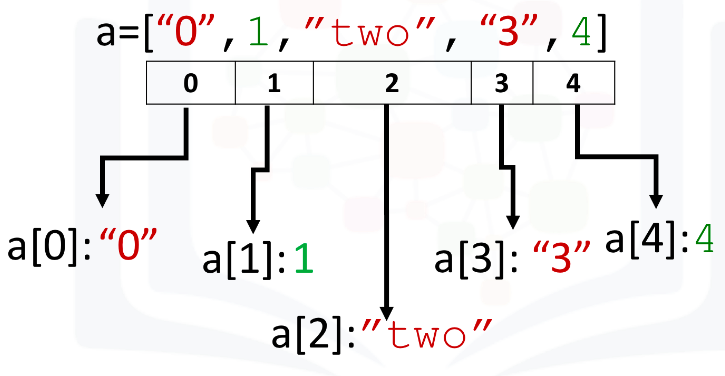 a=[“0”, 1, ”two”, “3”, 4]
0 1 2 3 4
a[0]: “0”
a[1]: 1
a[2]:”two”
a[3]: “3”
a[4]: 4